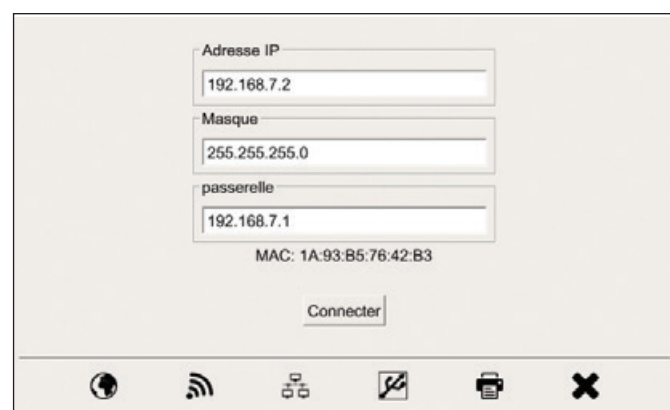 Adresse IP
192.168.7.2
Masque
255.255.255.0
passerelle
192.168.7.1
MAC: 1A:93:B5:76:42:B3
Connecter